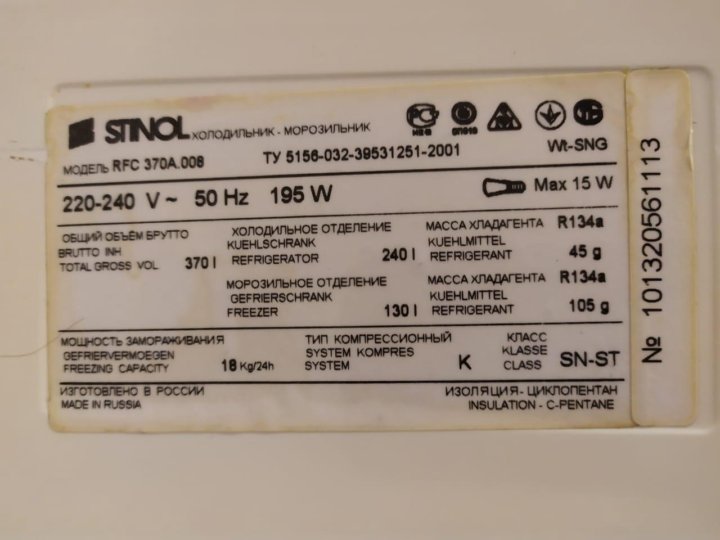 STINOL ХОЛОДИЛЬНИК - МОРОЗИЛЬНИК
МОДЕЛЬ RFC 370A.008 ТУ 5156-032-39531251-2001 Wt-SNG
220-240 V ~ 50 Hz 195 W Max 15 W
ОБЩИЙ ОБЪЁМ БРУТТО
BRUTTO INH
TOTAL GROSS VOL 370 l
ХОЛОДИЛЬНОЕ ОТДЕЛЕНИЕ
KUEHLSCHRANK
REFRIGERATOR 240 l
МАССА ХЛАДАГЕНТА R134a
KUEHLMITTEL
REFRIGERANT 45 g
МОРОЗИЛЬНОЕ ОТДЕЛЕНИЕ
ГЕФРИЕРSCHRANK
FREEZER 130 l
МАССА ХЛАДАГЕНТА R134a
KUEHLMITTEL
REFRIGERANT 105 g
МОЩНОСТЬ ЗАМОРАЖИВАНИЯ
GEFRIERVERMOEGEN
FREEZING CAPACITY 18 Kg/24h
ТИП КОМПРЕССИОННЫЙ
SYSTEM KOMPRES
SYSTEM K
КЛАСС
KLASSE
CLASS SN-ST
ИЗГОТОВЛЕНО В РОССИИ
MADE IN RUSSIA
ИЗОЛЯЦИЯ - ЦИКЛОПЕНТАН
INSULATION - C-PENTANE
№ 101320561113